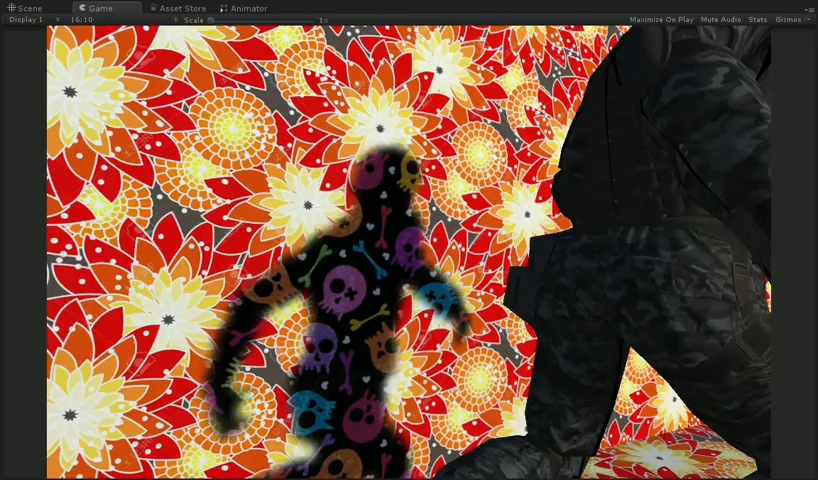 Scene Game Asset Store Animator
Display 1 16:10 Scale 1x Maximize On Play Mute Audio Stats Gizmos